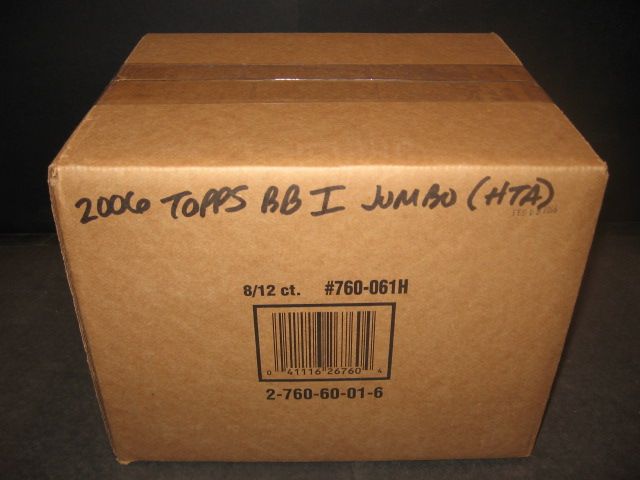 2006 TOPPS BB I JUMBO (HTA)
8/12 ct. #760-061H
0 41116 26760 4
2-760-60-01-6